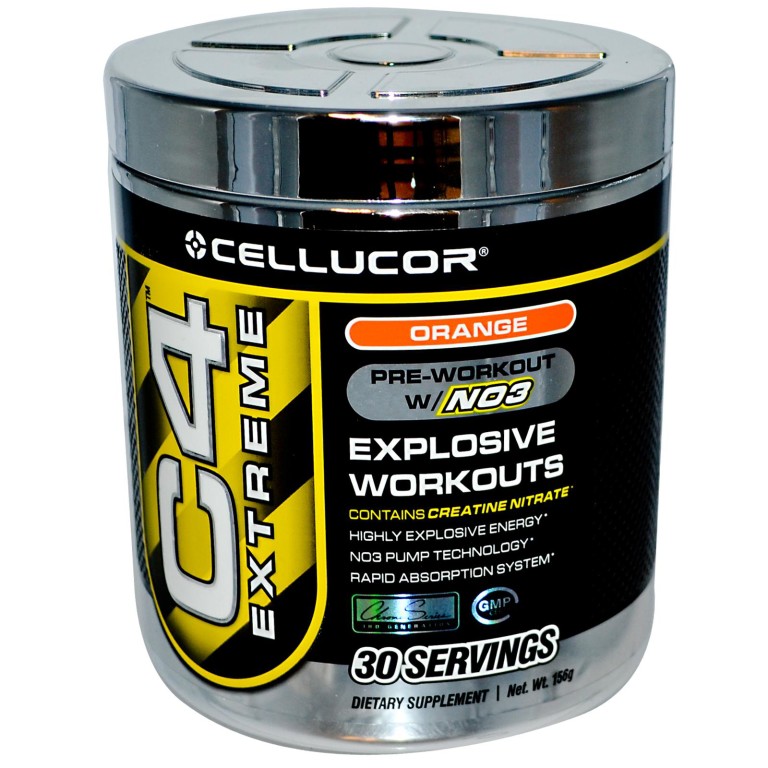 CELLUCOR®
C4™
EXTREME
ORANGE
PRE-WORKOUT
W/NO3
EXPLOSIVE
WORKOUTS
CONTAINS CREATINE NITRATE*
HIGHLY EXPLOSIVE ENERGY*
NO3 PUMP TECHNOLOGY*
RAPID ABSORPTION SYSTEM*
GMP
30 SERVINGS
DIETARY SUPPLEMENT | Net. Wt. 156g